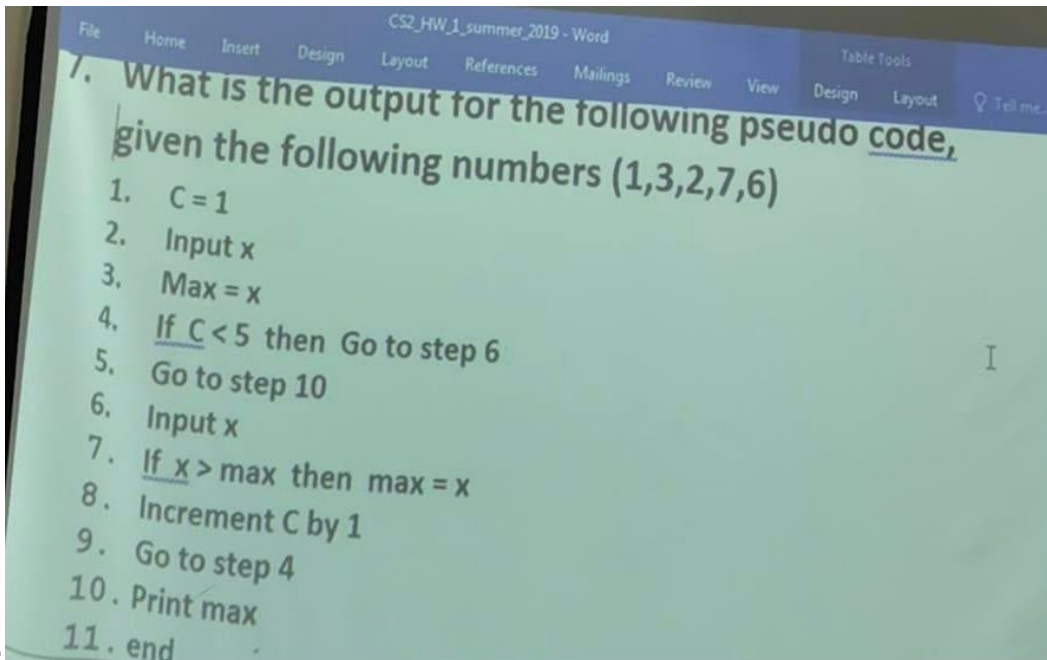 CS2_HW_1_summer_2019 - Word
Table Tools
File Home Insert Design Layout References Mailings Review View Design Layout Tell me...
7. What is the output for the following pseudo code,
given the following numbers (1,3,2,7,6)
1. C = 1
2. Input x
3. Max = x
4. If C < 5 then Go to step 6
5. Go to step 10
6. Input x
7. If x > max then max = x
8. Increment C by 1
9. Go to step 4
10. Print max
11. end